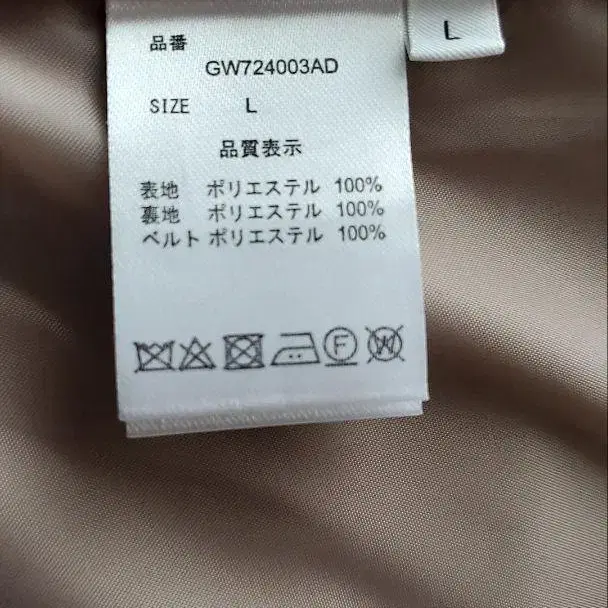 L
品番
GW724003AD
SIZE L
品質表示
表地 ポリエステル 100%
裏地 ポリエステル 100%
ベルト ポリエステル 100%
F W